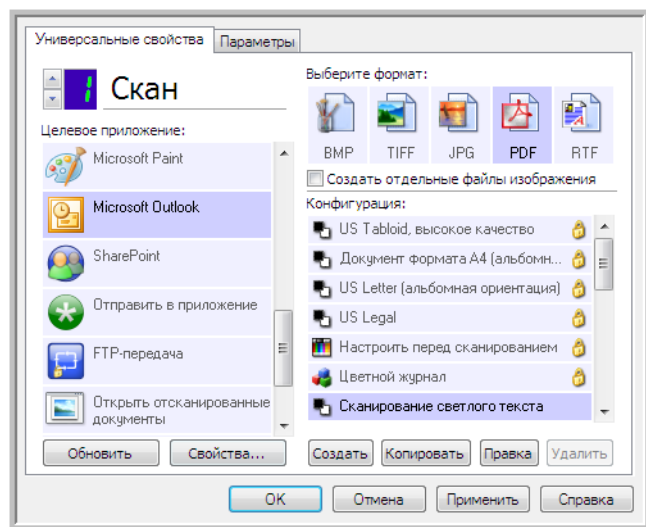 Универсальные свойства
Параметры
1
Скан
Целевое приложение:
Microsoft Paint
Microsoft Outlook
SharePoint
Отправить в приложение
FTP-передача
Открыть отсканированные
документы
Обновить
Свойства...
Выберите формат:
BMP
TIFF
JPG
PDF
RTF
Создать отдельные файлы изображения
Конфигурация:
US Tabloid, высокое качество
Документ формата A4 (альбомн...
US Letter (альбомная ориентация)
US Legal
Настроить перед сканированием
Цветной журнал
Сканирование светлого текста
Создать
Копировать
Правка
Удалить
OK
Отмена
Применить
Справка